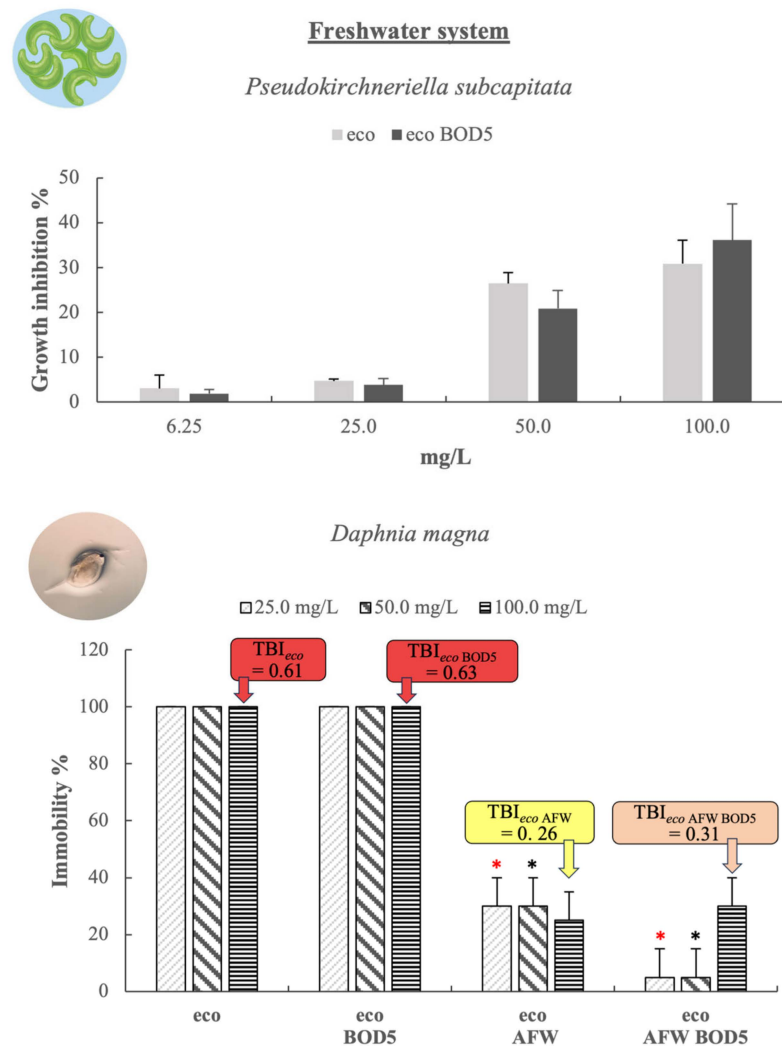 Freshwater system
Pseudokirchneriella subcapitata
eco eco BOD5
50
40
30
20
10
0
Growth inhibition %
6.25 25.0 50.0 100.0
mg/L
Daphnia magna
25.0 mg/L 50.0 mg/L 100.0 mg/L
120
100
80
60
40
20
0
Immobility %
TBIeco
= 0.61
TBIeco BOD5
= 0.63
TBIeco AFW
= 0. 26
TBIeco AFW BOD5
= 0.31
* * * *
eco eco eco eco
BOD5 AFW AFW BOD5